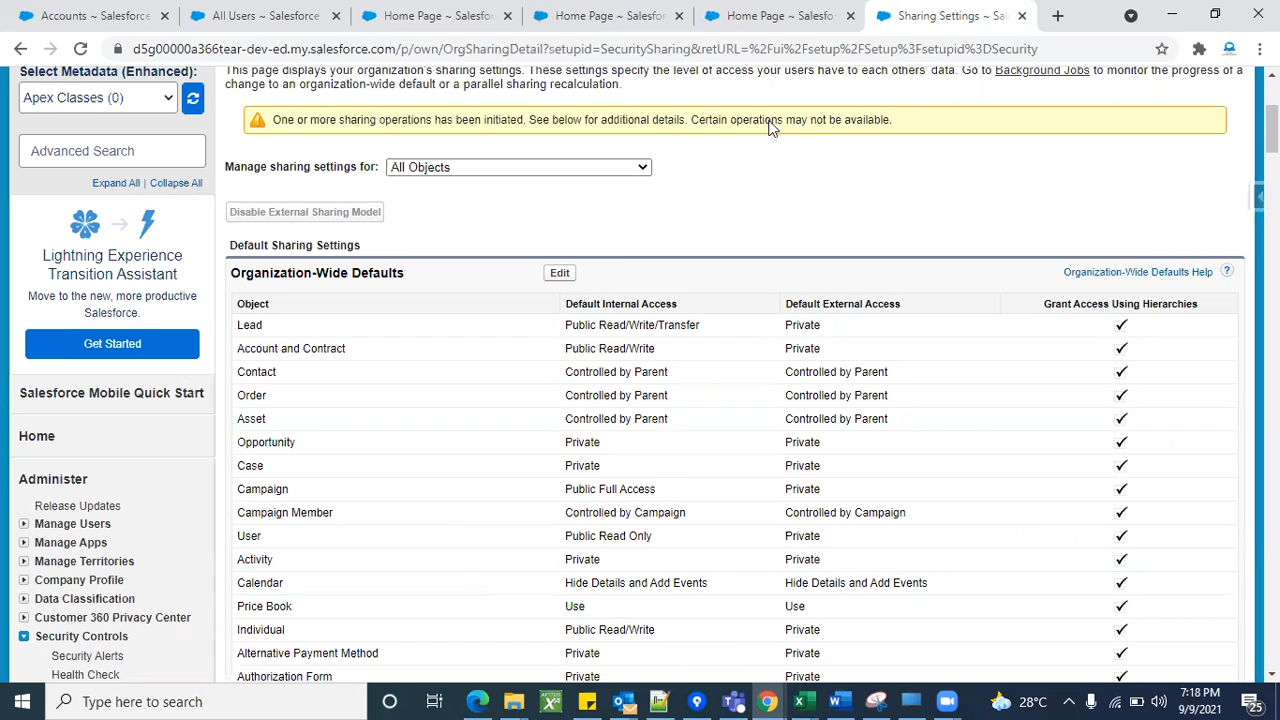 Accounts ~ Salesforce
All Users ~ Salesforce
Home Page ~ Salesfo
Home Page ~ Salesfo
Home Page ~ Salesfo
Sharing Settings ~ Sal
d5g00000a366tear-dev-ed.my.salesforce.com/p/own/OrgSharingDetail?setupid=SecuritySharing&retURL=%2Fui%2Fsetup%2FSetup%3Fsetupid%3DSecurity
Select Metadata (Enhanced):
Apex Classes (0)
Advanced Search
Expand All | Collapse All
Lightning Experience
Transition Assistant
Move to the new, more productive
Salesforce.
Get Started
Salesforce Mobile Quick Start
Home
Administer
Release Updates
Manage Users
Manage Apps
Manage Territories
Company Profile
Data Classification
Customer 360 Privacy Center
Security Controls
Security Alerts
Health Check
This page displays your organization's sharing settings. These settings specify the level of access your users have to each others' data. Go to Background Jobs to monitor the progress of a
change to an organization-wide default or a parallel sharing recalculation.
One or more sharing operations has been initiated. See below for additional details. Certain operations may not be available.
Manage sharing settings for: All Objects
Disable External Sharing Model
Default Sharing Settings
Organization-Wide Defaults Edit Organization-Wide Defaults Help ?
Object Default Internal Access Default External Access Grant Access Using Hierarchies
Lead Public Read/Write/Transfer Private ✓
Account and Contract Public Read/Write Private ✓
Contact Controlled by Parent Controlled by Parent ✓
Order Controlled by Parent Controlled by Parent ✓
Asset Controlled by Parent Controlled by Parent ✓
Opportunity Private Private ✓
Case Private Private ✓
Campaign Public Full Access Private ✓
Campaign Member Controlled by Campaign Controlled by Campaign ✓
User Public Read Only Private ✓
Activity Private Private ✓
Calendar Hide Details and Add Events Hide Details and Add Events ✓
Price Book Use Use ✓
Individual Public Read/Write Private ✓
Alternative Payment Method Private Private ✓
Authorization Form Private Private ✓
Type here to search
28°C
7:18 PM
9/9/2021
25